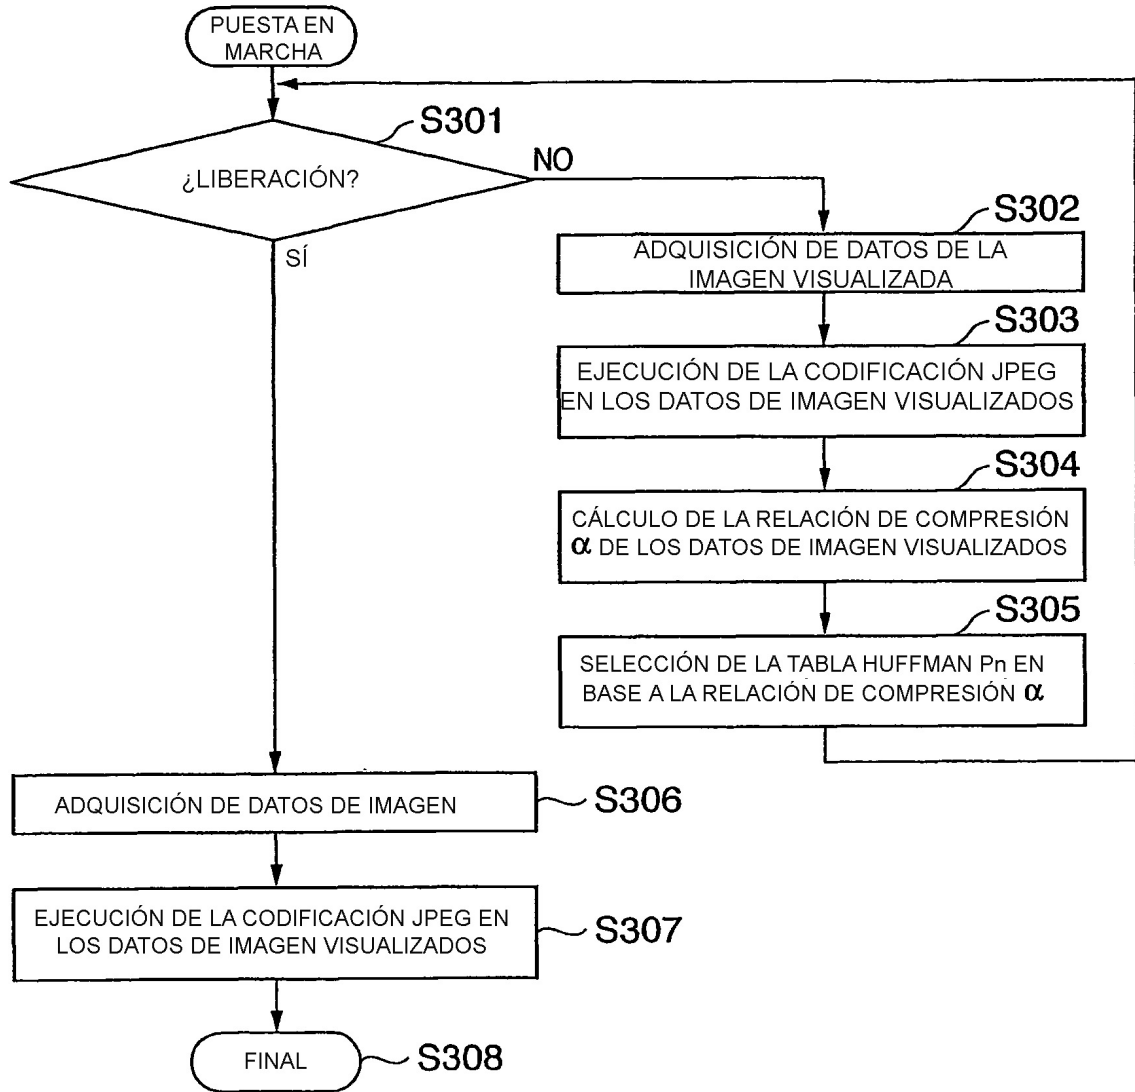 PUESTA EN
MARCHA
S301
¿LIBERACIÓN?
NO
SÍ
S302
ADQUISICIÓN DE DATOS DE LA
IMAGEN VISUALIZADA
S303
EJECUCIÓN DE LA CODIFICACIÓN JPEG
EN LOS DATOS DE IMAGEN VISUALIZADOS
S304
CÁLCULO DE LA RELACIÓN DE COMPRESIÓN
α DE LOS DATOS DE IMAGEN VISUALIZADOS
S305
SELECCIÓN DE LA TABLA HUFFMAN Pn EN
BASE A LA RELACIÓN DE COMPRESIÓN α
ADQUISICIÓN DE DATOS DE IMAGEN
S306
EJECUCIÓN DE LA CODIFICACIÓN JPEG EN
LOS DATOS DE IMAGEN VISUALIZADOS
S307
FINAL
S308